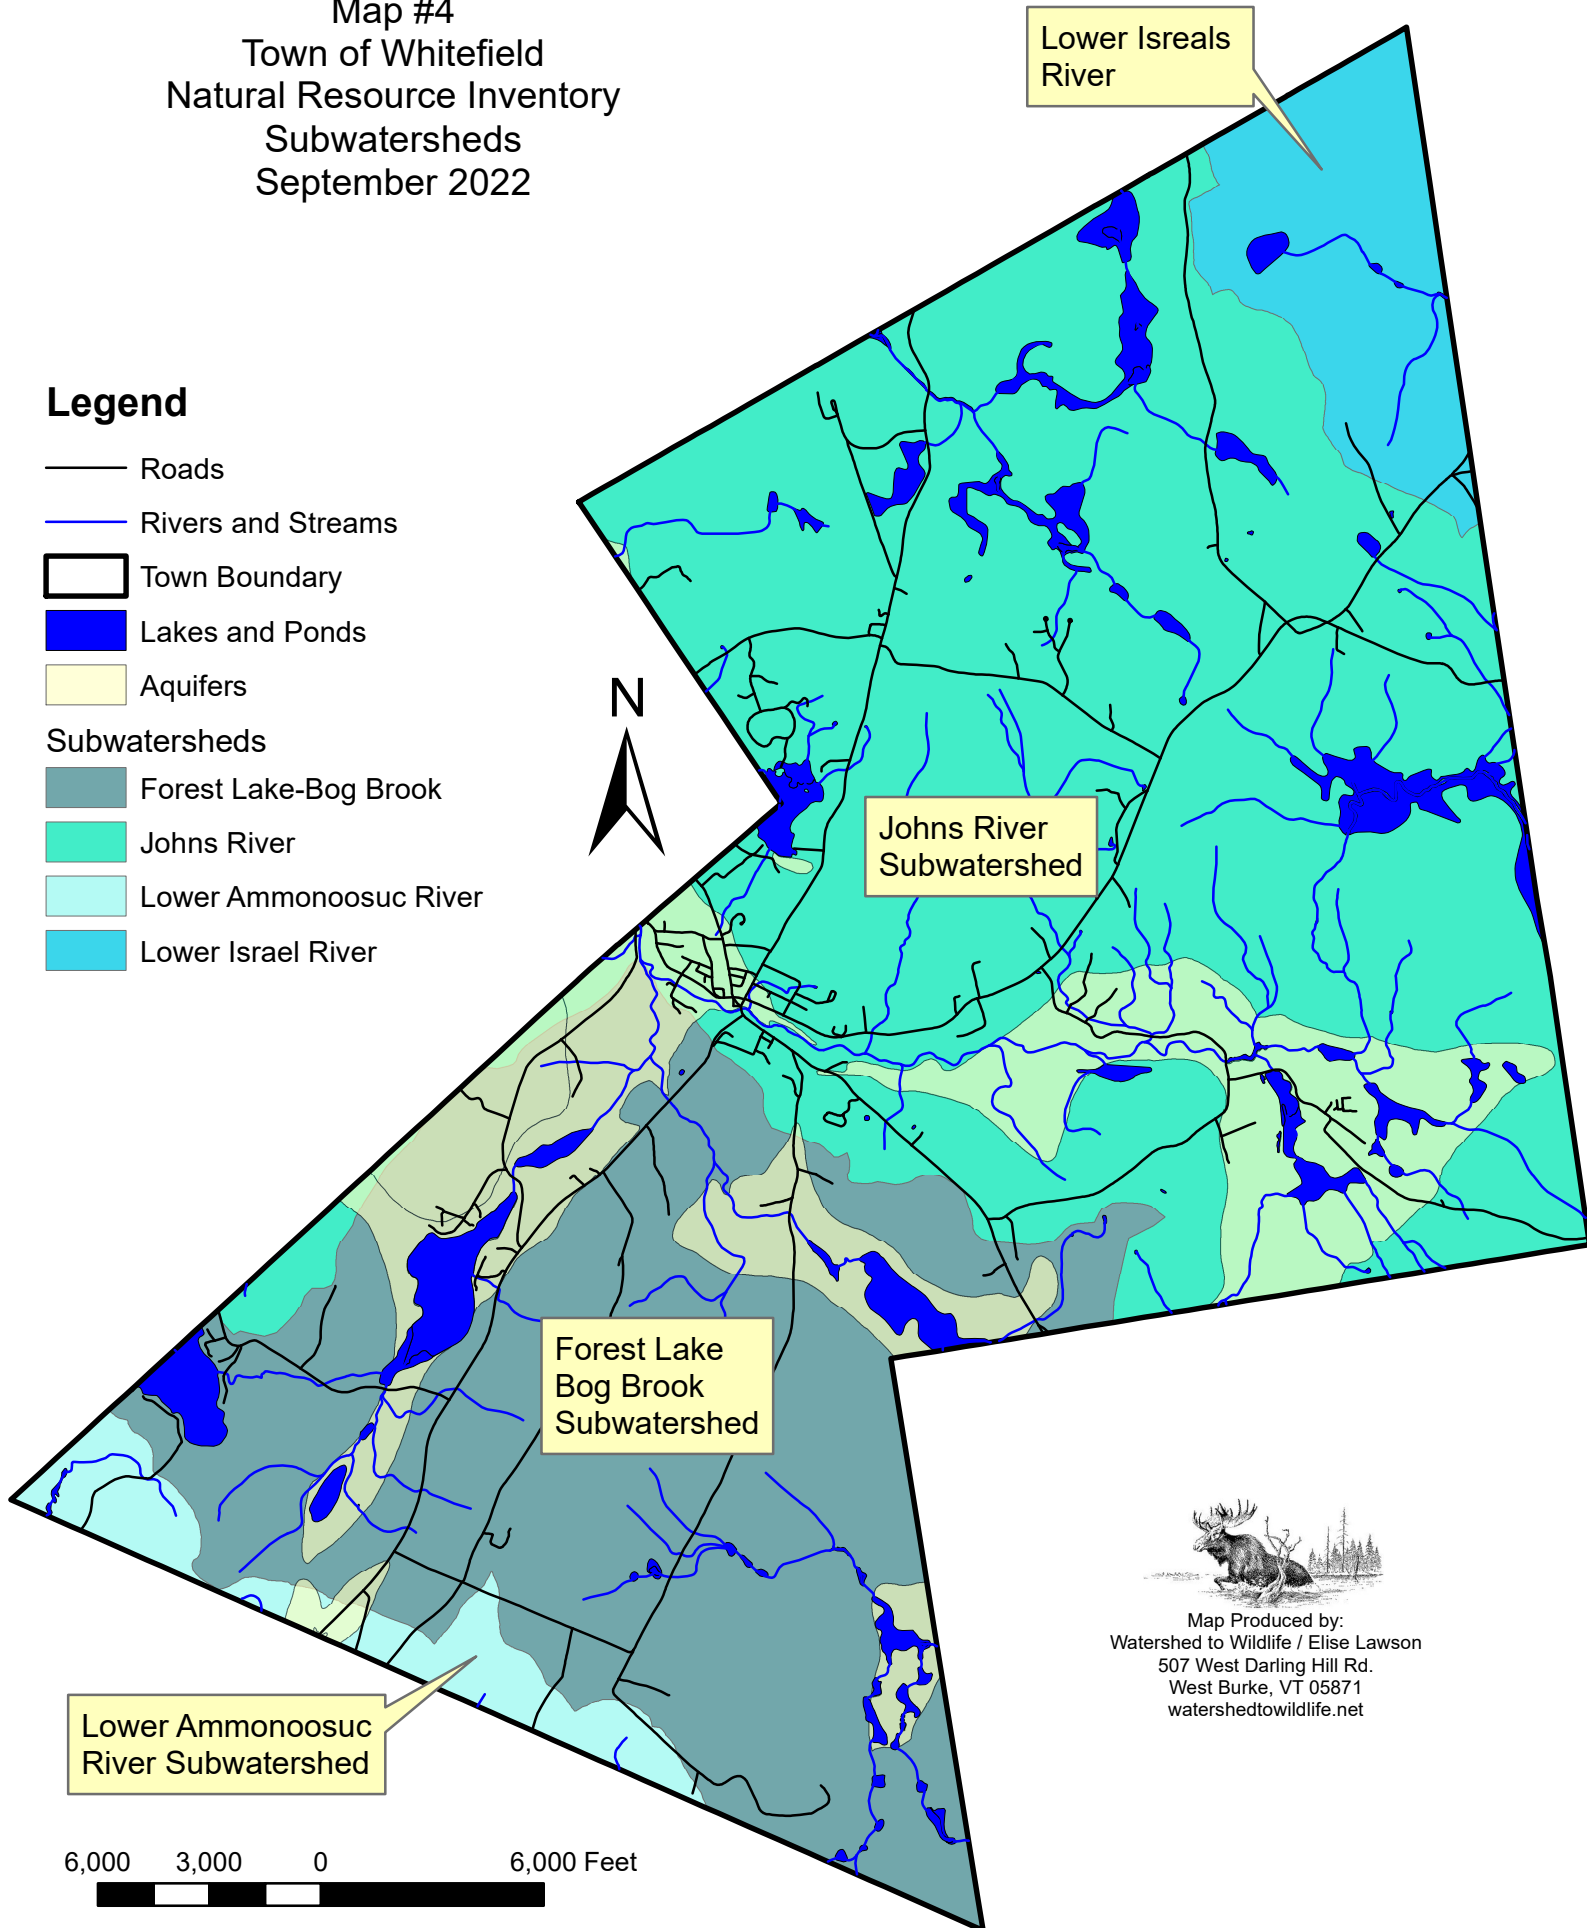 Map #4
Town of Whitefield
Natural Resource Inventory
Subwatersheds
September 2022
Lower Isreals
River
Legend
Roads
Rivers and Streams
Town Boundary
Lakes and Ponds
Aquifers
Subwatersheds
Forest Lake-Bog Brook
Johns River
Lower Ammonoosuc River
Lower Israel River
N
Johns River
Subwatershed
Forest Lake
Bog Brook
Subwatershed
Lower Ammonoosuc
River Subwatershed
Map Produced by:
Watershed to Wildlife / Elise Lawson
507 West Darling Hill Rd.
West Burke, VT 05871
watershedtowildlife.net
6,000 3,000 0 6,000 Feet